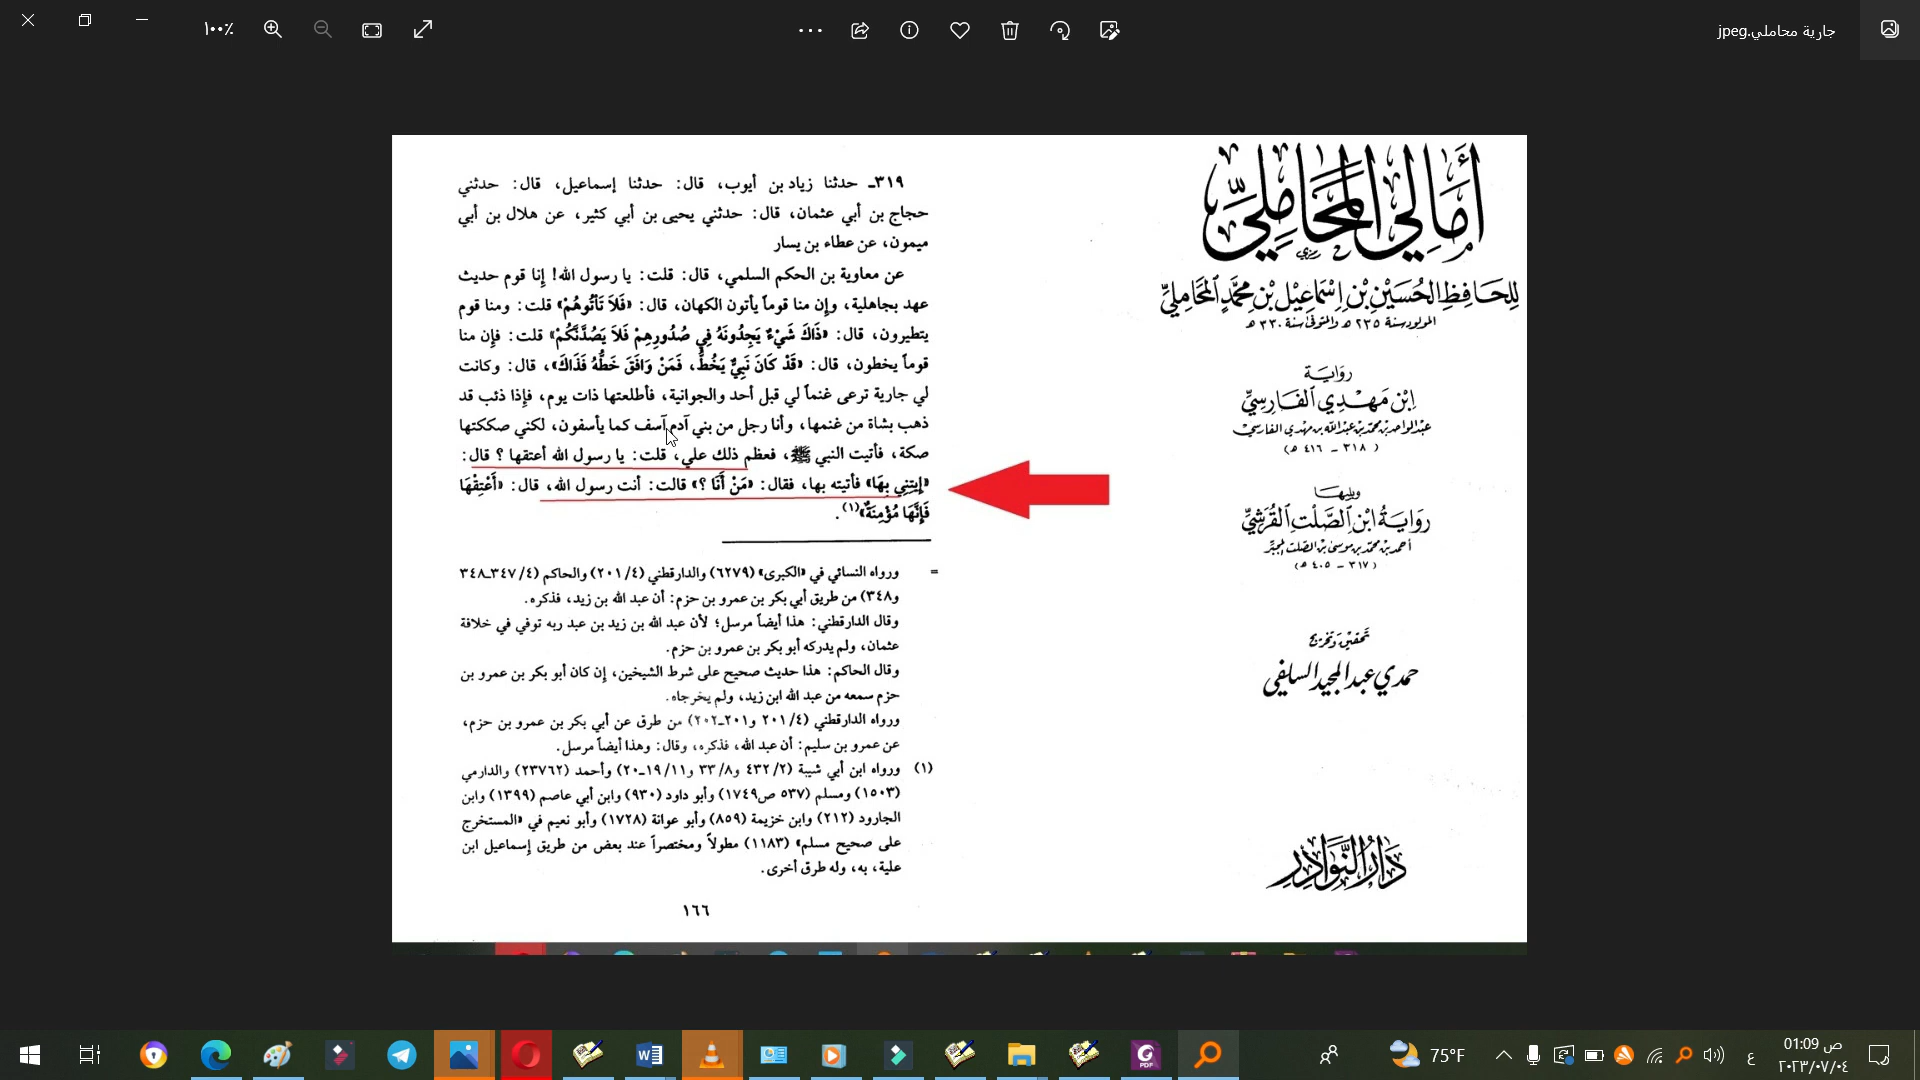 جارية محاملي.jpeg
١٠٠٪
أمالي المحاملي
للحافظ الحسين بن إسماعيل بن محمد المحاملي
المولود سنة ٢٣٥ هـ والمتوفى سنة ٣٣٠ هـ
رواية
ابن مهدي الفارسي
عبد الواحد بن محمد بن عبد الله بن مهدي الفارسي
(٣١٨ - ٤١٦ هـ)
ويليها
رواية ابن الصلت القرشي
أحمد بن محمد بن موسى بن الصلت المجبر
(٣١٧ - ٤٠٥ هـ)
تحقيق وتخريج
حمدي عبد المجيد السلفي
دار النوادر
٣١٩ـ حدثنا زياد بن أيوب، قال: حدثنا إسماعيل، قال: حدثني
حجاج بن أبي عثمان، قال: حدثني يحيى بن أبي كثير، عن هلال بن أبي
ميمون، عن عطاء بن يسار
عن معاوية بن الحكم السلمي، قال: قلت: يا رسول الله! إنا قوم حديث
عهد بجاهلية، وإن منا قوماً يأتون الكهان، قال: «فَلاَ تَأْتُوهُمْ» قلت: ومنا قوم
يتطيرون، قال: «ذَاكَ شَيْءٌ يَجِدُونَهُ فِي صُدُورِهِمْ فَلاَ يَصُدَّنَّكُمْ» قلت: فإن منا
قوماً يخطون، قال: «قَدْ كَانَ نَبِيٌّ يَخُطُّ، فَمَنْ وَافَقَ خَطُّهُ فَذَاكَ»، قال: وكانت
لي جارية ترعى غنماً لي قبل أحد والجوانية، فأطلعتها ذات يوم، فإذا ذئب قد
ذهب بشاة من غنمها، وأنا رجل من بني آدم آسف كما يأسفون، لكني صككتها
صكة، فأتيت النبي ﷺ، فعظم ذلك علي، قلت: يا رسول الله أعتقها ؟ قال:
«إِيتِنِي بِهَا» فأتيته بها، فقال: «مَنْ أَنَا ؟» قالت: أنت رسول الله، قال: «أَعْتِقْهَا
فَإِنَّهَا مُؤْمِنَةٌ»(١).
= ورواه النسائي في «الكبرى» (٦٢٧٩) والدارقطني (٤/ ٢٠١) والحاكم (٤/ ٣٤٧ـ٣٤٨
و٣٤٨) من طريق أبي بكر بن عمرو بن حزم: أن عبد الله بن زيد، فذكره.
وقال الدارقطني: هذا أيضاً مرسل؛ لأن عبد الله بن زيد بن عبد ربه توفي في خلافة
عثمان، ولم يدركه أبو بكر بن عمرو بن حزم.
وقال الحاكم: هذا حديث صحيح على شرط الشيخين، إن كان أبو بكر بن عمرو بن
حزم سمعه من عبد الله ابن زيد، ولم يخرجاه.
ورواه الدارقطني (٤/ ٢٠١ و٢٠١ـ٢٠٢) من طرق عن أبي بكر بن عمرو بن حزم،
عن عمرو بن سليم: أن عبد الله، فذكره، وقال: وهذا أيضاً مرسل.
(١) ورواه ابن أبي شيبة (٢/ ٤٣٢ و٨/ ٣٣ و١١/ ١٩ـ٢٠) وأحمد (٢٣٧٦٢) والدارمي
(١٥٠٣) ومسلم (٥٣٧ ص١٧٤٩) وأبو داود (٩٣٠) وابن أبي عاصم (١٣٩٩) وابن
الجارود (٢١٢) وابن خزيمة (٨٥٩) وأبو عوانة (١٧٢٨) وأبو نعيم في «المستخرج
على صحيح مسلم» (١١٨٣) مطولاً ومختصراً عند بعض من طريق إسماعيل ابن
علية، به، وله طرق أخرى.
١٦٦
75°F
ع
01:09 ص
٢٠٢٣/٠٧/٠٤